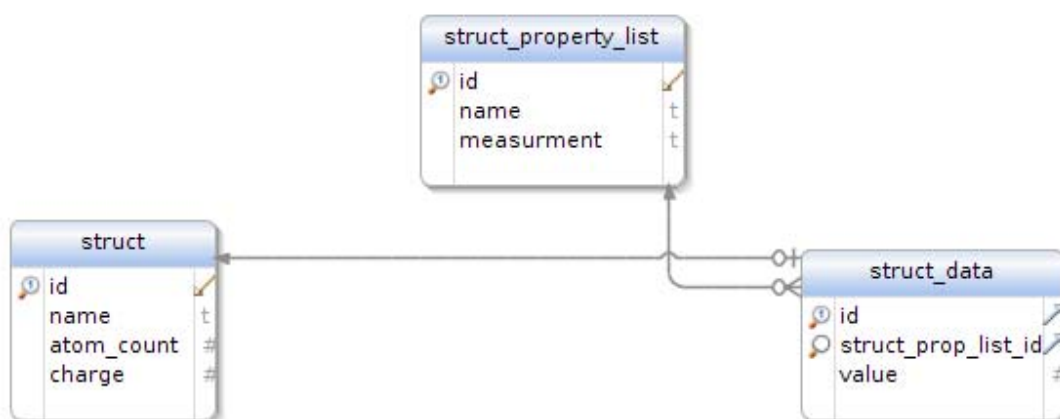 struct_property_list
id
name t
measurment t
struct
id
name t
atom_count #
charge #
struct_data
id
struct_prop_list_id
value #